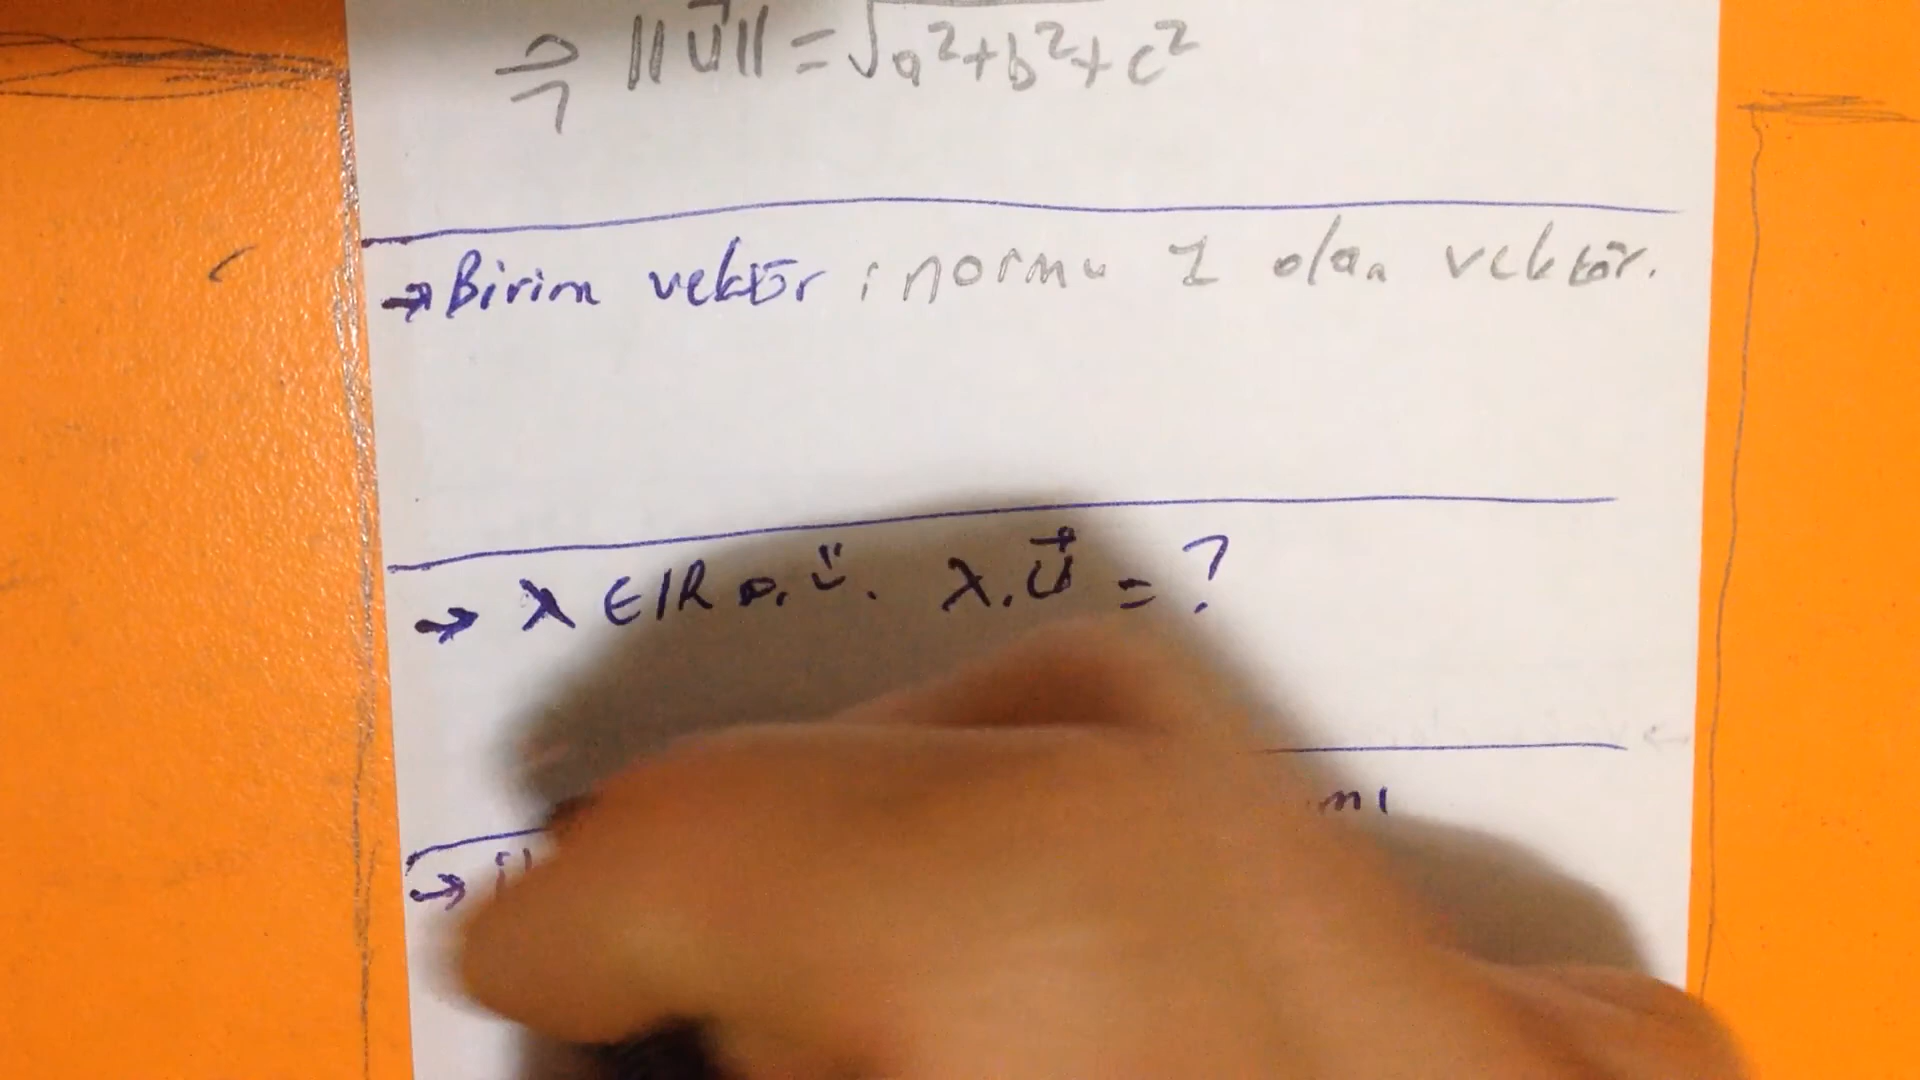 ⇒ ||u⃗|| = √a²+b²+c²
→ Birim vektör : normu 1 olan vektör.
→ λ ∈ IR o.ü. λ.u⃗ = ?